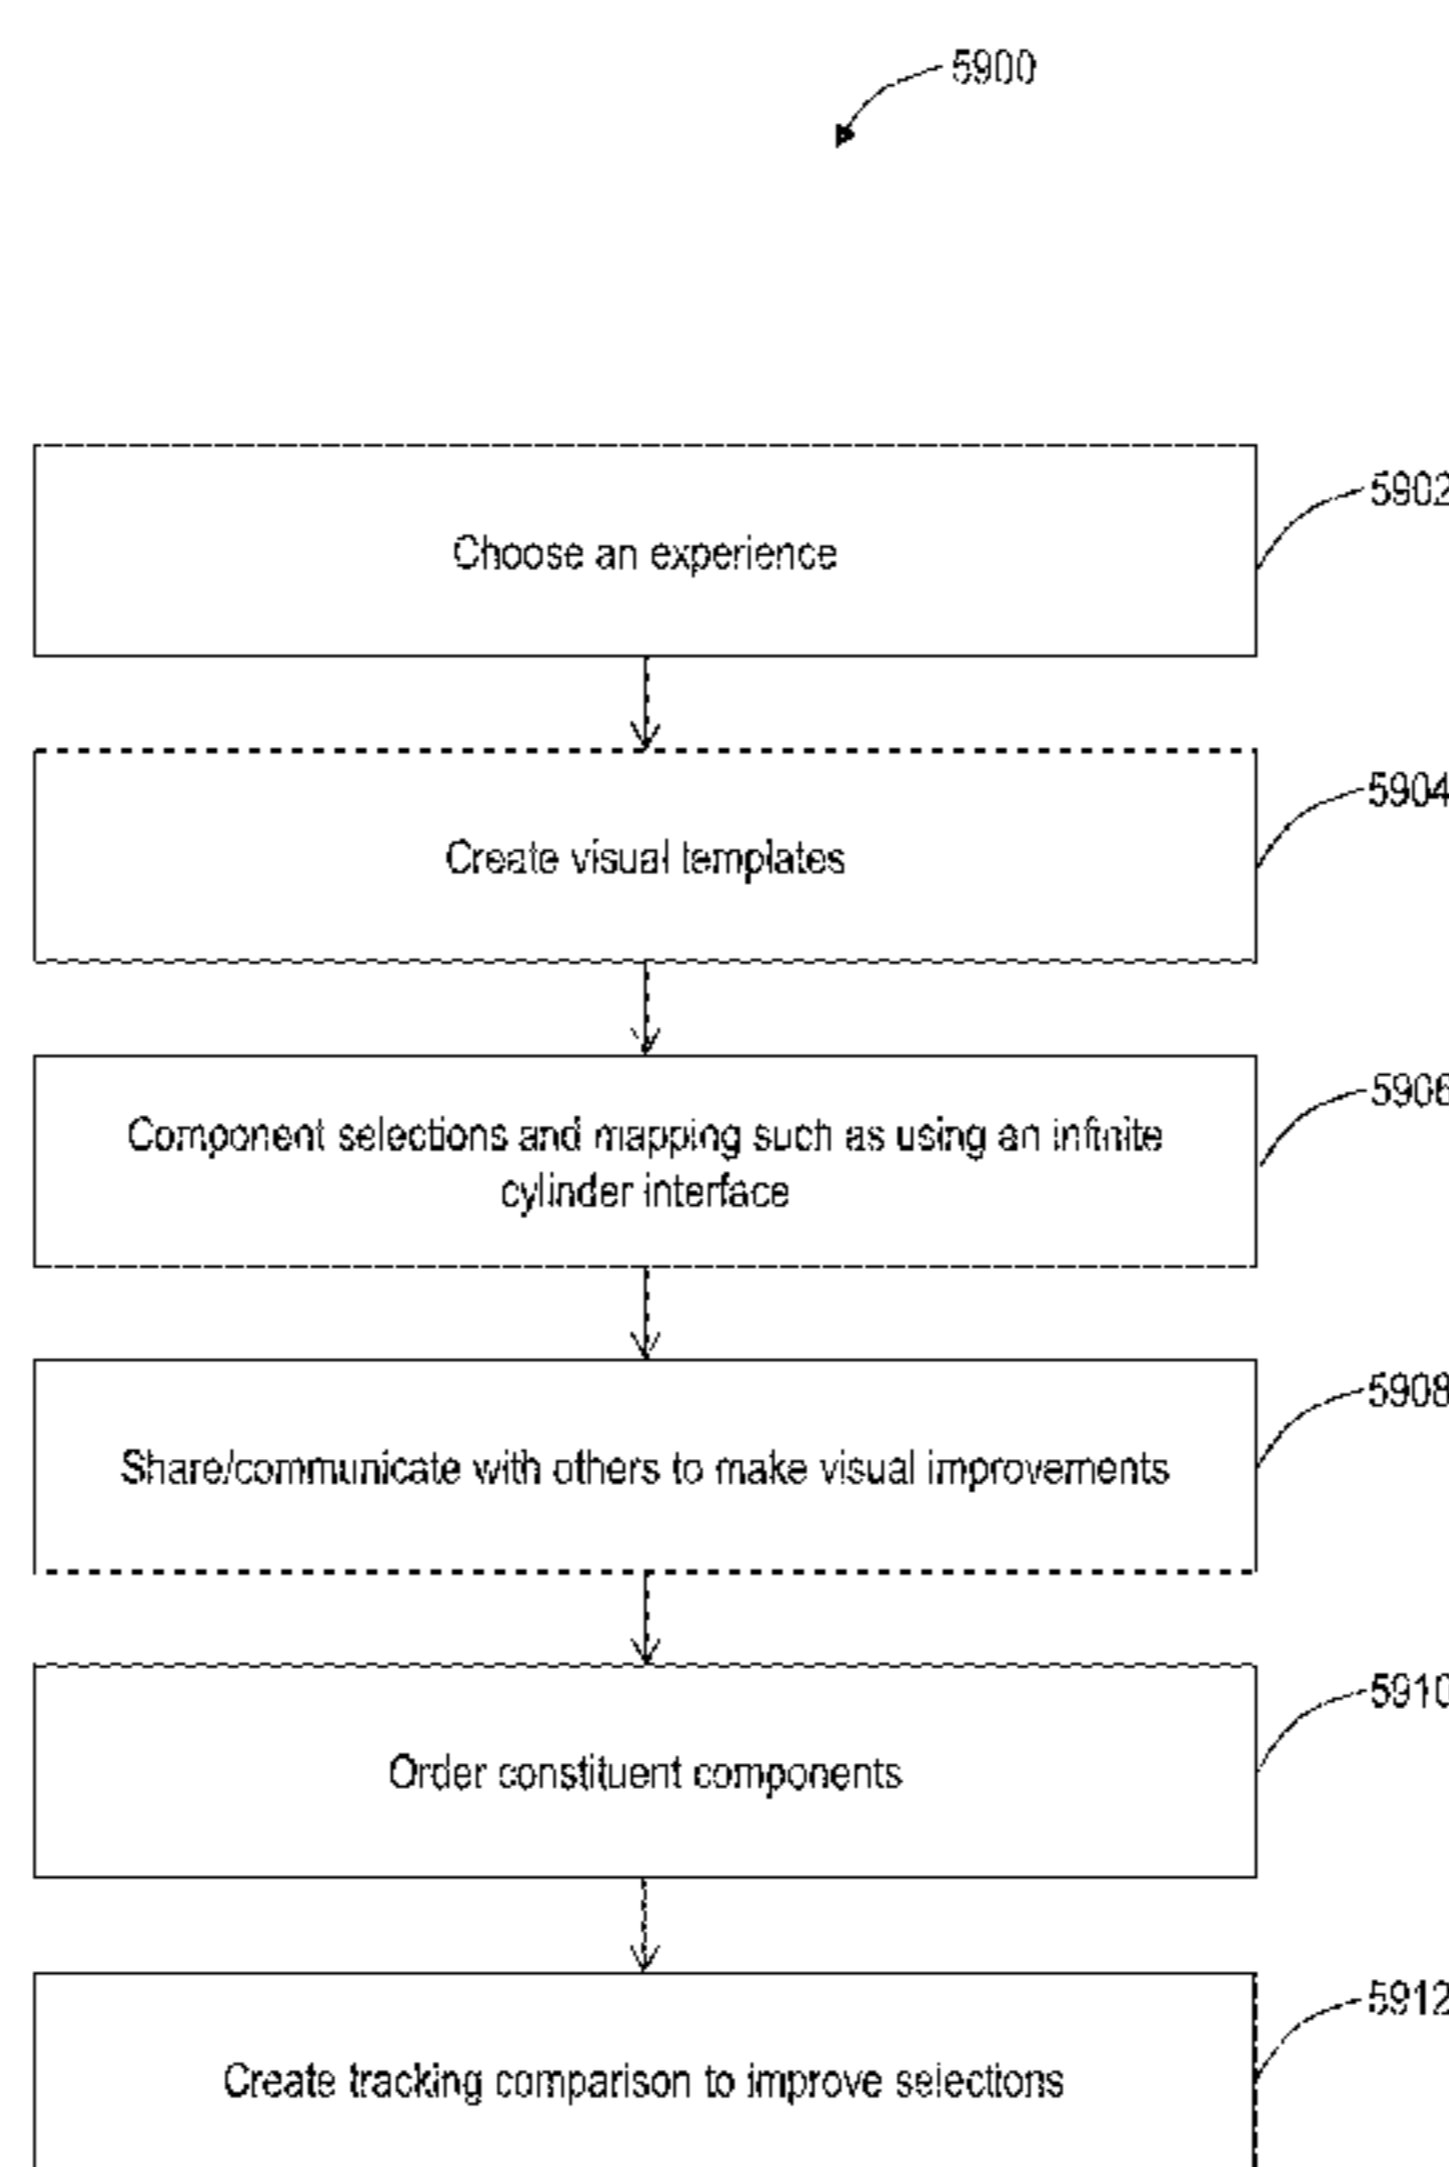 5900
Choose an experience
5902
Create visual templates
5904
Component selections and mapping such as using an infinite
cylinder interface
5906
Share/communicate with others to make visual improvements
5908
Order constituent components
5910
Create tracking comparison to improve selections
5912